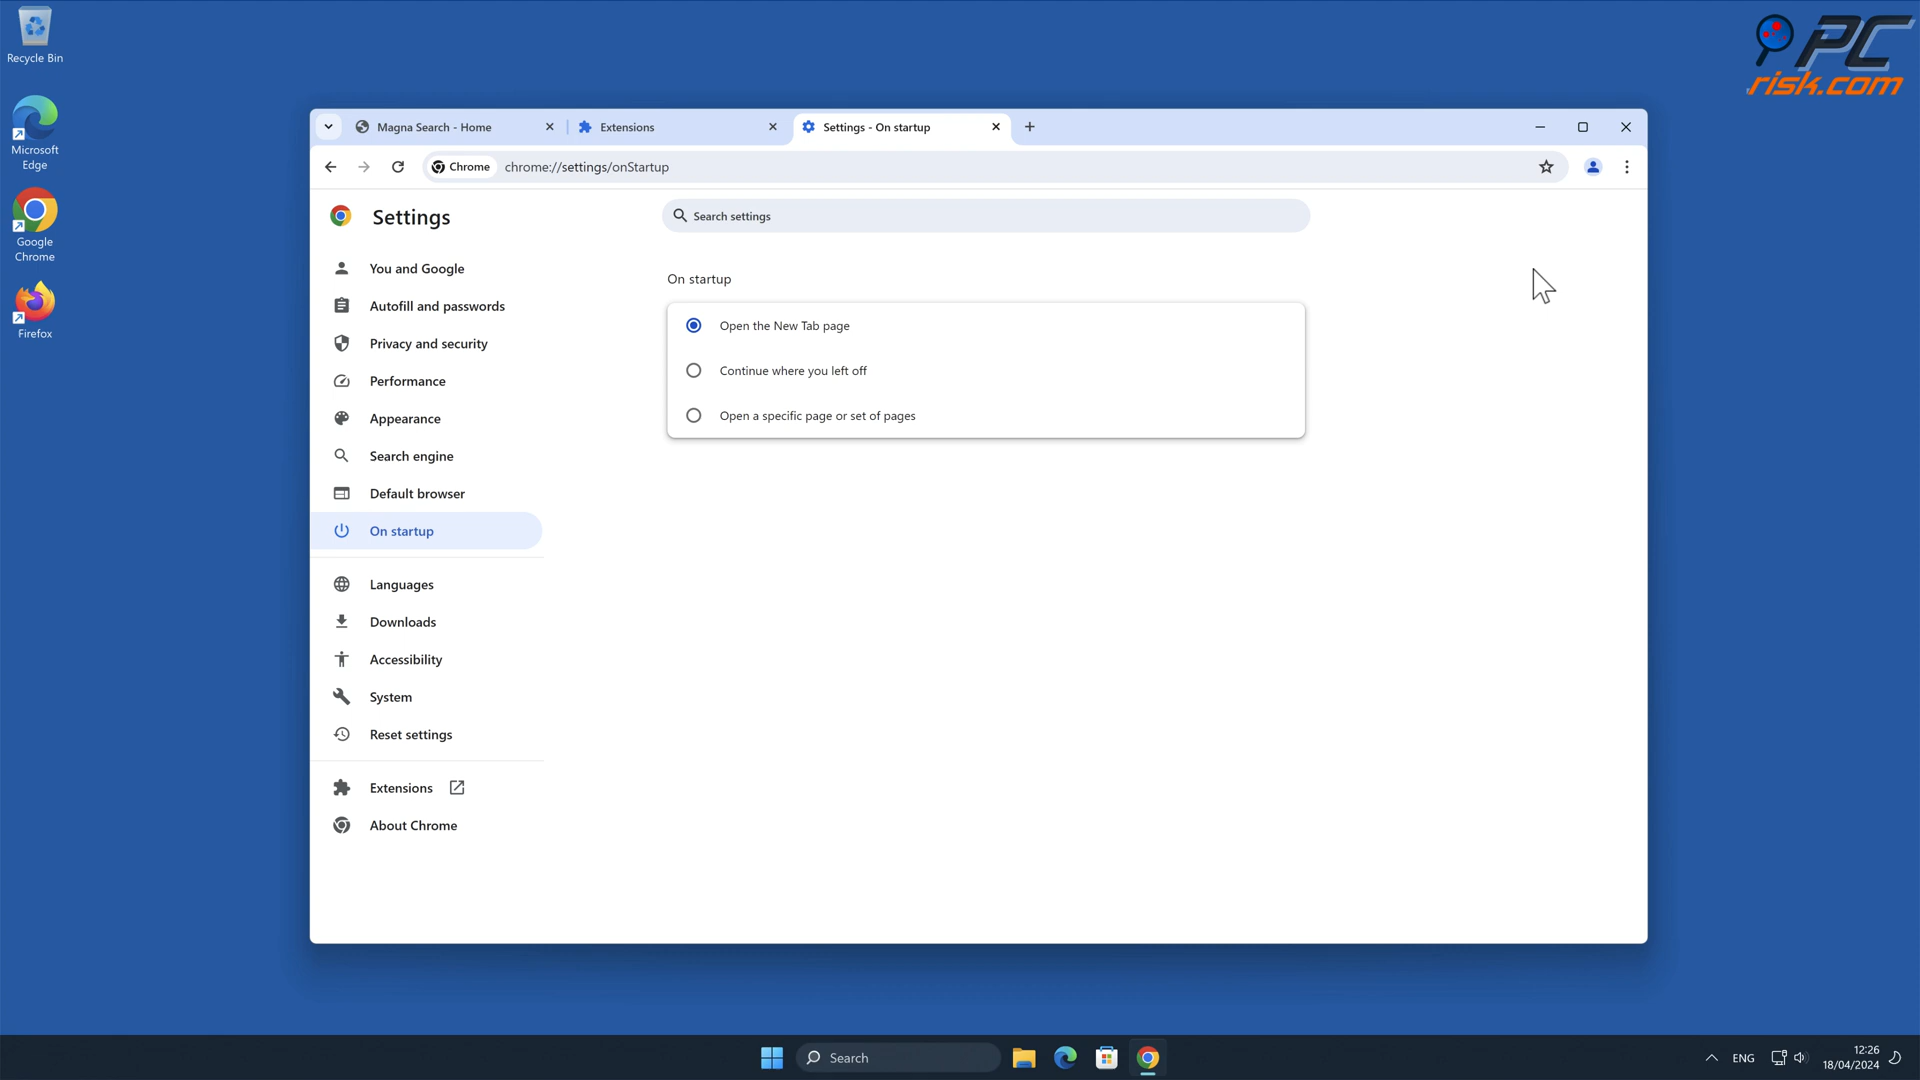 Recycle Bin
Microsoft
Edge
Google
Chrome
Firefox
PC
risk.com
Magna Search - Home
Extensions
Settings - On startup
Chrome
chrome://settings/onStartup
Settings
Search settings
You and Google
Autofill and passwords
Privacy and security
Performance
Appearance
Search engine
Default browser
On startup
Languages
Downloads
Accessibility
System
Reset settings
Extensions
About Chrome
On startup
Open the New Tab page
Continue where you left off
Open a specific page or set of pages
Search
ENG
12:26
18/04/2024